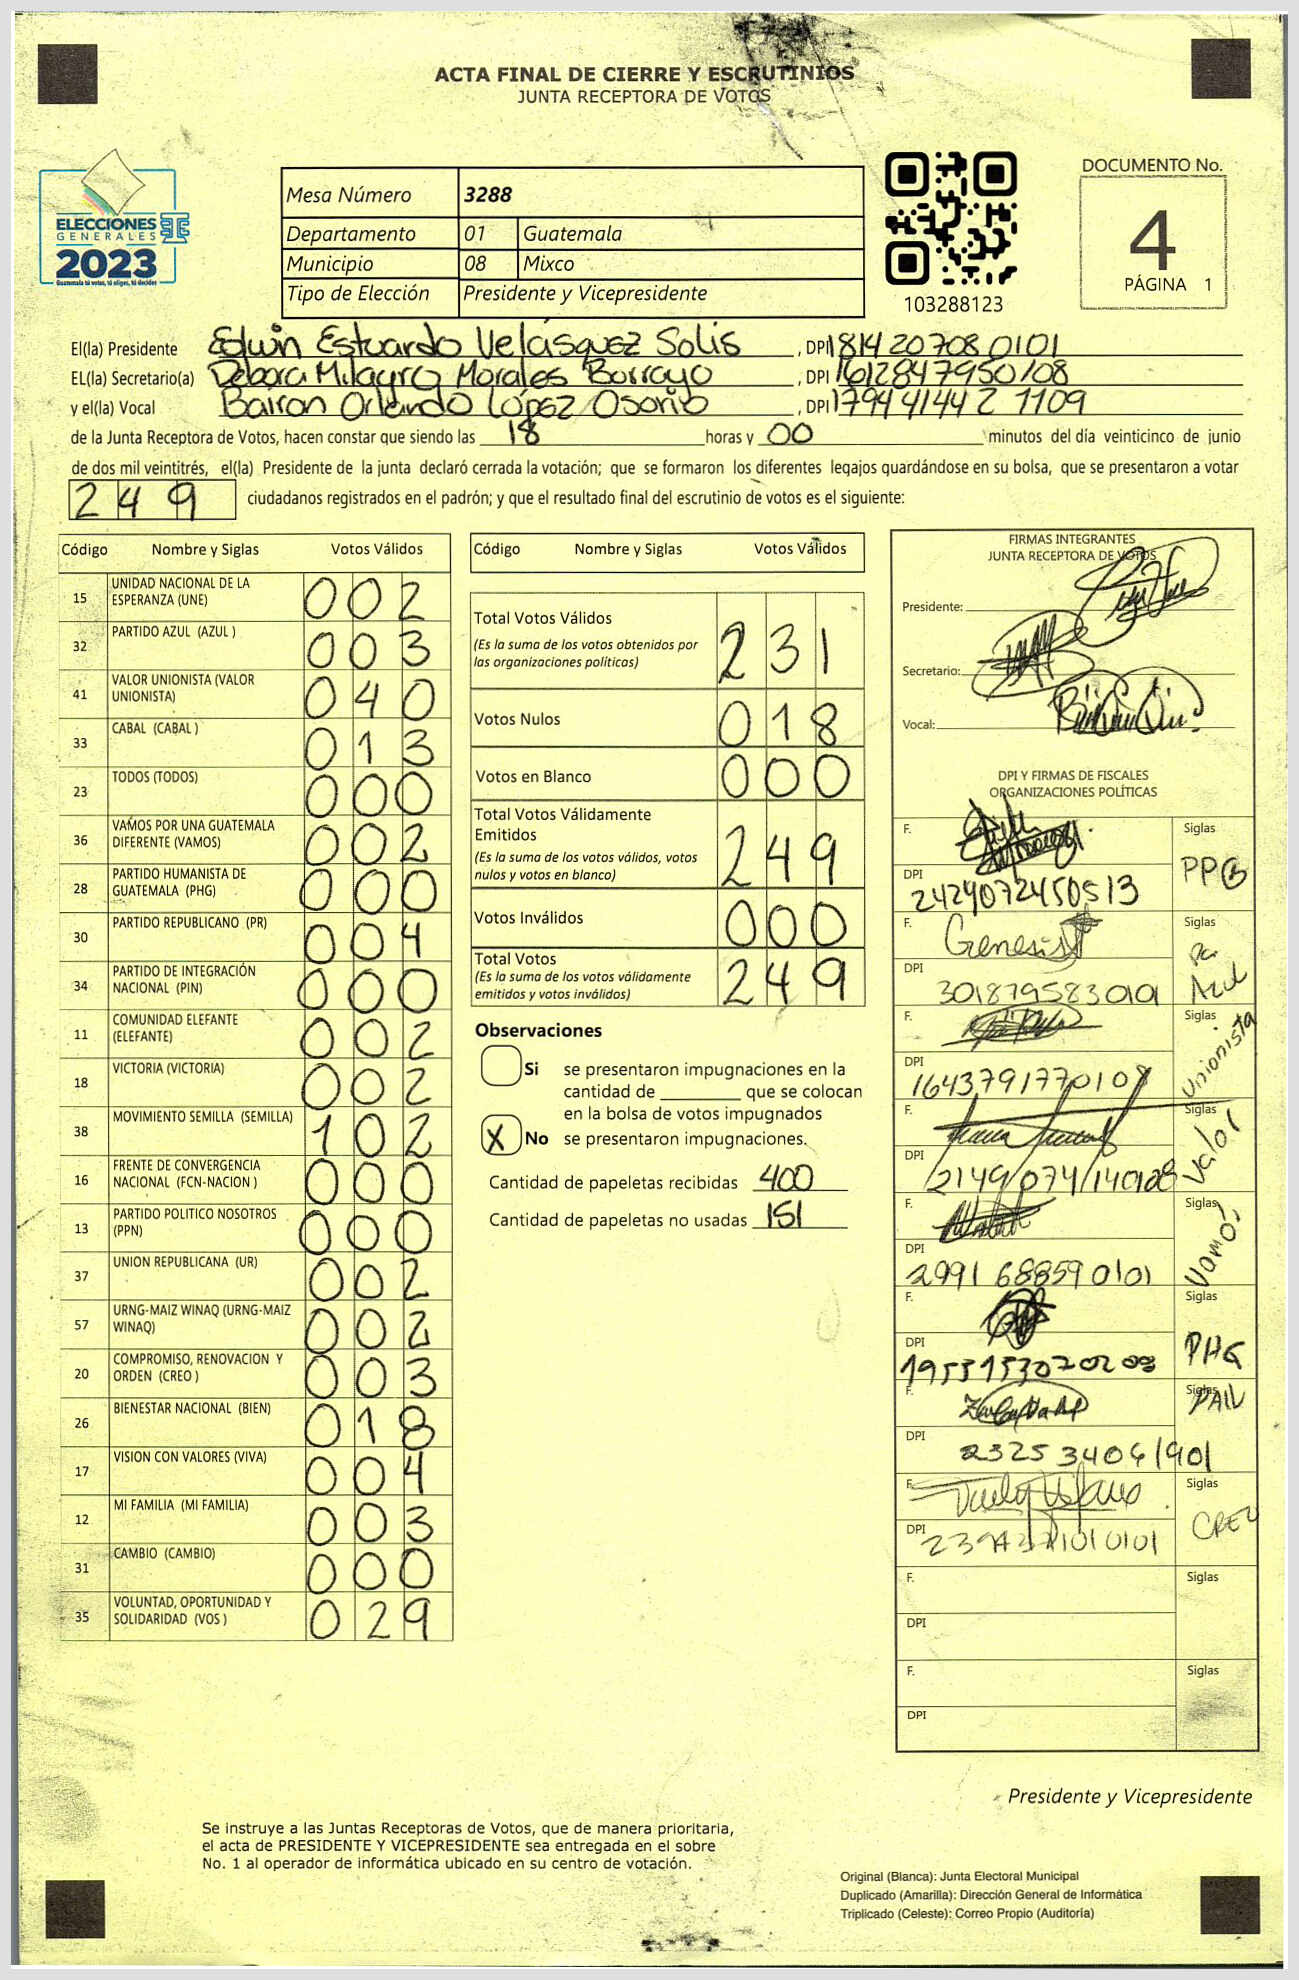 ACTA FINAL DE CIERRE Y ESCRUTINIOS
JUNTA RECEPTORA DE VOTOS
ELECCIONES
GENERALES
2023
Guatemala tú votas, tú eliges, tú decides
Mesa Número 3288
Departamento 01 Guatemala
Municipio 08 Mixco
Tipo de Elección Presidente y Vicepresidente
103288123
DOCUMENTO No.
4
PÁGINA 1
El(la) Presidente Edwin Estuardo Velásquez Solis, DPI 1814207080101
EL(la) Secretario(a) Debora Milagro Morales Borrayo, DPI 1612847950108
y el(la) Vocal Bairon Orlando López Osorio, DPI 1794414421109
de la Junta Receptora de Votos, hacen constar que siendo las 18 horas y 00 minutos del día veinticinco de junio
de dos mil veintitrés, el(la) Presidente de la junta declaró cerrada la votación; que se formaron los diferentes legajos guardándose en su bolsa, que se presentaron a votar
249 ciudadanos registrados en el padrón; y que el resultado final del escrutinio de votos es el siguiente:
Código Nombre y Siglas Votos Válidos
15 UNIDAD NACIONAL DE LA ESPERANZA (UNE) 002
32 PARTIDO AZUL (AZUL ) 003
41 VALOR UNIONISTA (VALOR UNIONISTA) 040
33 CABAL (CABAL ) 013
23 TODOS (TODOS) 000
36 VAMOS POR UNA GUATEMALA DIFERENTE (VAMOS) 002
28 PARTIDO HUMANISTA DE GUATEMALA (PHG) 000
30 PARTIDO REPUBLICANO (PR) 004
34 PARTIDO DE INTEGRACIÓN NACIONAL (PIN) 000
11 COMUNIDAD ELEFANTE (ELEFANTE) 002
18 VICTORIA (VICTORIA) 002
38 MOVIMIENTO SEMILLA (SEMILLA) 102
16 FRENTE DE CONVERGENCIA NACIONAL (FCN-NACION ) 000
13 PARTIDO POLITICO NOSOTROS (PPN) 000
37 UNION REPUBLICANA (UR) 002
57 URNG-MAIZ WINAQ (URNG-MAIZ WINAQ) 002
20 COMPROMISO, RENOVACION Y ORDEN (CREO ) 003
26 BIENESTAR NACIONAL (BIEN) 018
17 VISION CON VALORES (VIVA) 004
12 MI FAMILIA (MI FAMILIA) 003
31 CAMBIO (CAMBIO) 000
35 VOLUNTAD, OPORTUNIDAD Y SOLIDARIDAD (VOS ) 029
Código Nombre y Siglas Votos Válidos
Total Votos Válidos 231
(Es la suma de los votos obtenidos por
las organizaciones políticas)
Votos Nulos 018
Votos en Blanco 000
Total Votos Válidamente
Emitidos 249
(Es la suma de los votos válidos, votos
nulos y votos en blanco)
Votos Inválidos 000
Total Votos 249
(Es la suma de los votos válidamente
emitidos y votos inválidos)
Observaciones
Si se presentaron impugnaciones en la
cantidad de ________ que se colocan
en la bolsa de votos impugnados
X No se presentaron impugnaciones.
Cantidad de papeletas recibidas 400
Cantidad de papeletas no usadas 151
FIRMAS INTEGRANTES
JUNTA RECEPTORA DE VOTOS
Presidente:
Secretario:
Vocal:
DPI Y FIRMAS DE FISCALES
ORGANIZACIONES POLÍTICAS
F. Siglas
DPI 2424072450513
F. Genesis Siglas Azul
DPI 3018795830101
F. Siglas Unionista
DPI 1643791770108
F. Siglas Valor
DPI
F. Siglas Vamos
DPI 2991688590101
F. Siglas PHG
DPI
F. Siglas
DPI 232534061901
F. Siglas CREO
DPI
F. Siglas
DPI
F. Siglas
DPI
Presidente y Vicepresidente
Se instruye a las Juntas Receptoras de Votos, que de manera prioritaria,
el acta de PRESIDENTE Y VICEPRESIDENTE sea entregada en el sobre
No. 1 al operador de informática ubicado en su centro de votación.
Original (Blanca): Junta Electoral Municipal
Duplicado (Amarilla): Dirección General de Informática
Triplicado (Celeste): Correo Propio (Auditoría)